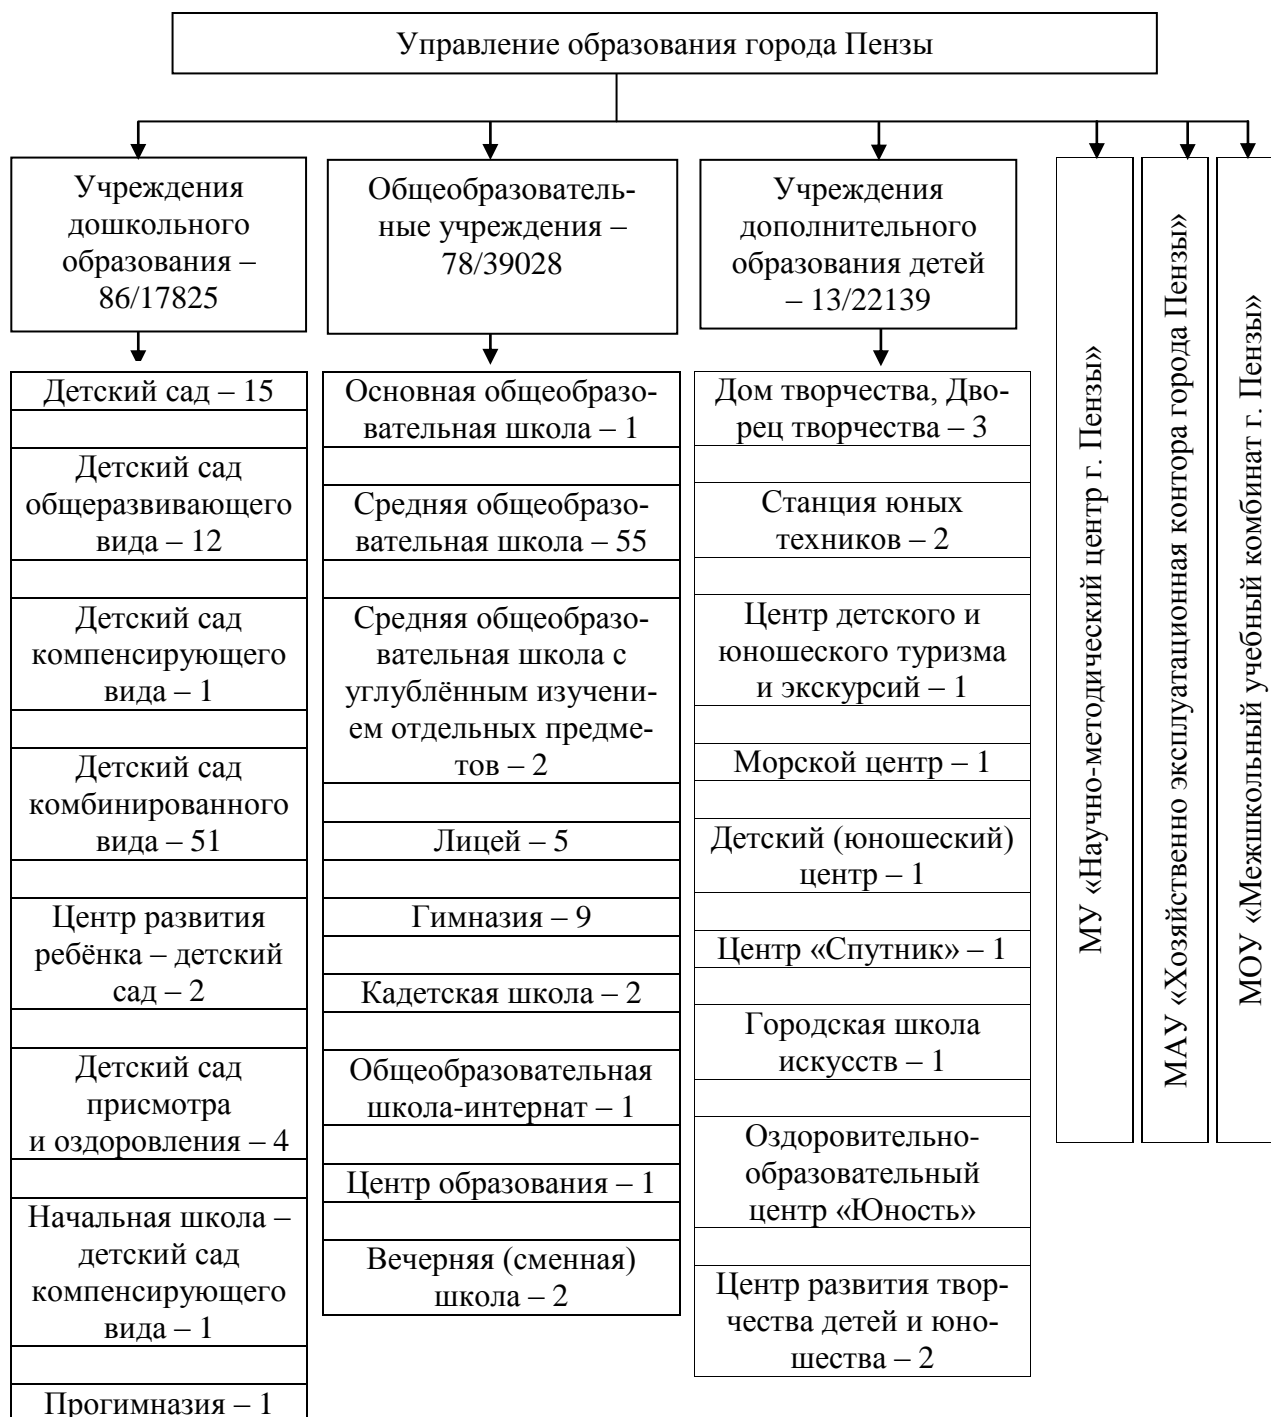 Управление образования города Пензы
Учреждения
дошкольного
образования –
86/17825
Общеобразователь-
ные учреждения –
78/39028
Учреждения
дополнительного
образования детей
– 13/22139
МУ «Научно-методический центр г. Пензы»
МАУ «Хозяйственно эксплуатационная контора города Пензы»
МОУ «Межшкольный учебный комбинат г. Пензы»
Детский сад – 15
Детский сад
общеразвивающего
вида – 12
Детский сад
компенсирующего
вида – 1
Детский сад
комбинированного
вида – 51
Центр развития
ребёнка – детский
сад – 2
Детский сад
присмотра
и оздоровления – 4
Начальная школа –
детский сад
компенсирующего
вида – 1
Прогимназия – 1
Основная общеобразо-
вательная школа – 1
Средняя общеобразо-
вательная школа – 55
Средняя общеобразо-
вательная школа с
углублённым изучени-
ем отдельных предме-
тов – 2
Лицей – 5
Гимназия – 9
Кадетская школа – 2
Общеобразовательная
школа-интернат – 1
Центр образования – 1
Вечерняя (сменная)
школа – 2
Дом творчества, Дво-
рец творчества – 3
Станция юных
техников – 2
Центр детского и
юношеского туризма
и экскурсий – 1
Морской центр – 1
Детский (юношеский)
центр – 1
Центр «Спутник» – 1
Городская школа
искусств – 1
Оздоровительно-
образовательный
центр «Юность»
Центр развития твор-
чества детей и юно-
шества – 2